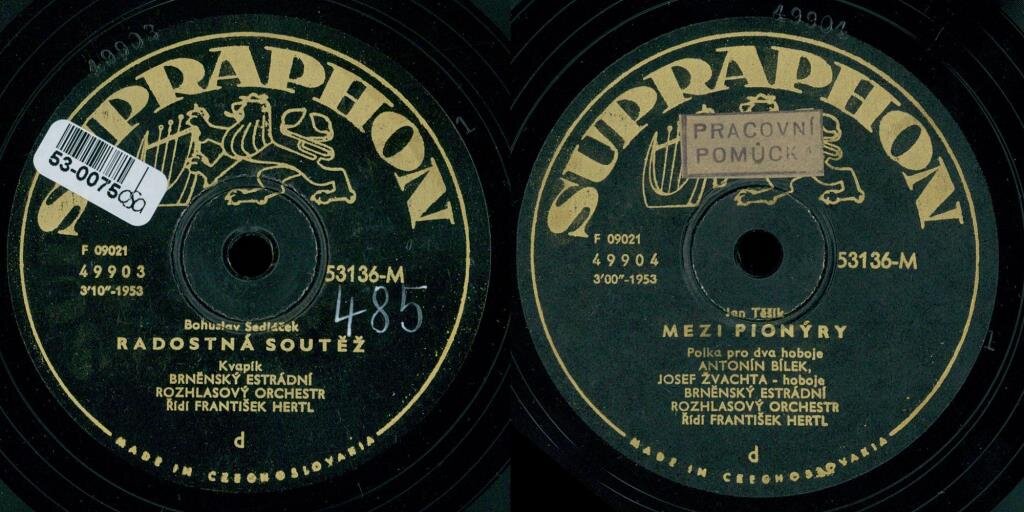 49903
SUPRAPHON
53-0075
F 09021
49903
3'10"-1953
53136-M
485
Bohuslav Sedláček
RADOSTNÁ SOUTĚŽ
Kvapík
BRNĚNSKÝ ESTRÁDNÍ
ROZHLASOVÝ ORCHESTR
Řídí FRANTIŠEK HERTL
d
MADE IN CZECHOSLOVAKIA
49904
SUPRAPHON
PRACOVNÍ
POMŮCK
F 09021
49904
3'00"-1953
53136-M
Jan Těšík
MEZI PIONÝRY
Polka pro dva hoboje
ANTONÍN BÍLEK,
JOSEF ŽVACHTA - hoboje
BRNĚNSKÝ ESTRÁDNÍ
ROZHLASOVÝ ORCHESTR
Řídí FRANTIŠEK HERTL
d
MADE IN CZECHOSLOVAKIA